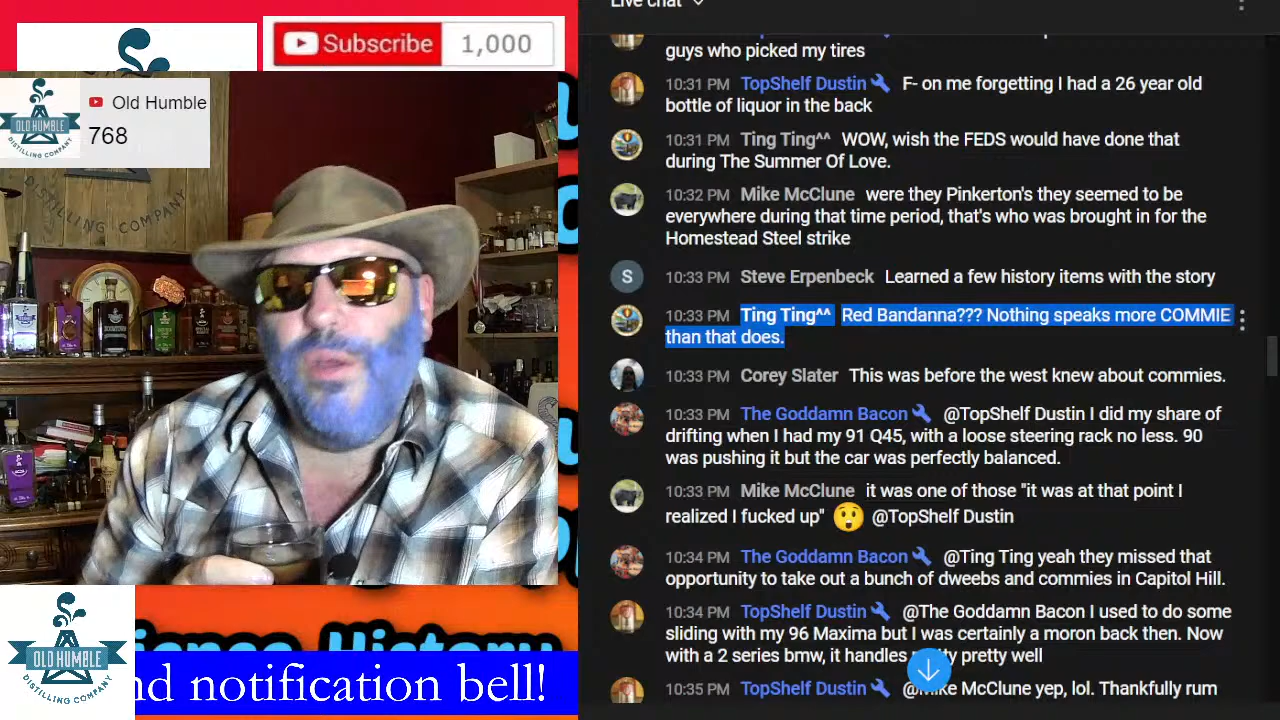 Subscribe
1,000
Old Humble
768
OLD HUMBLE
DISTILLING COMPANY
DISTILLING COMPANY
OLD HUMBLE
DISTILLING COMPANY
ience History
nd notification bell!
Live chat
guys who picked my tires
10:31 PM TopShelf Dustin F- on me forgetting I had a 26 year old
bottle of liquor in the back
10:31 PM Ting Ting^^ WOW, wish the FEDS would have done that
during The Summer Of Love.
10:32 PM Mike McClune were they Pinkerton's they seemed to be
everywhere during that time period, that's who was brought in for the
Homestead Steel strike
S
10:33 PM Steve Erpenbeck Learned a few history items with the story
10:33 PM Ting Ting^^ Red Bandanna??? Nothing speaks more COMMIE
than that does.
10:33 PM Corey Slater This was before the west knew about commies.
10:33 PM The Goddamn Bacon @TopShelf Dustin I did my share of
drifting when I had my 91 Q45, with a loose steering rack no less. 90
was pushing it but the car was perfectly balanced.
10:33 PM Mike McClune it was one of those "it was at that point I
realized I fucked up" 😲 @TopShelf Dustin
10:34 PM The Goddamn Bacon @Ting Ting yeah they missed that
opportunity to take out a bunch of dweebs and commies in Capitol Hill.
10:34 PM TopShelf Dustin @The Goddamn Bacon I used to do some
sliding with my 96 Maxima but I was certainly a moron back then. Now
with a 2 series bmw, it handles pretty pretty well
10:35 PM TopShelf Dustin @Mike McClune yep, lol. Thankfully rum